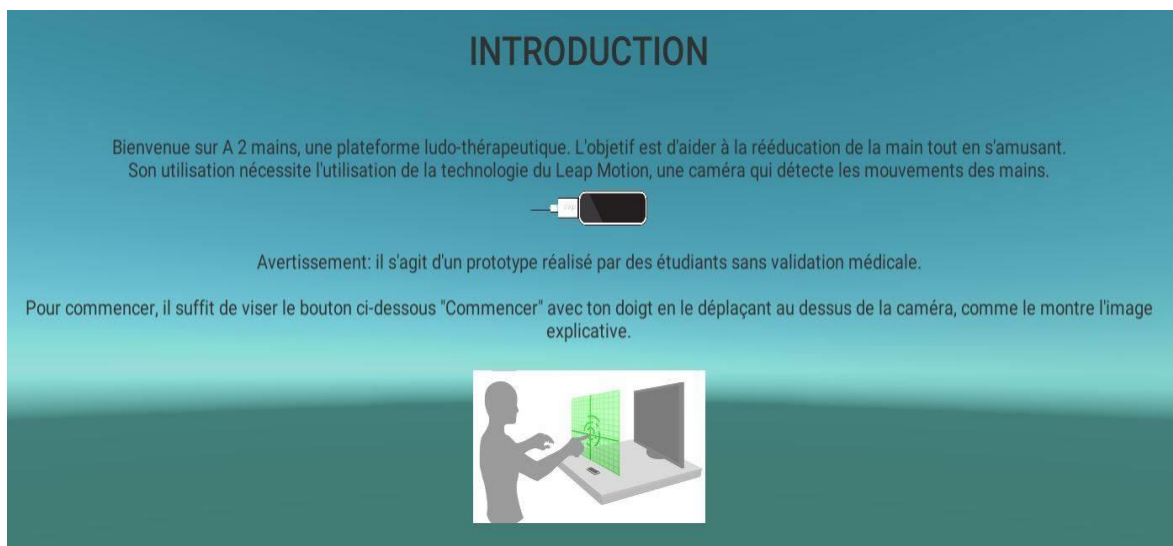 INTRODUCTION
Bienvenue sur A 2 mains, une plateforme ludo-thérapeutique. L'objetif est d'aider à la rééducation de la main tout en s'amusant.
Son utilisation nécessite l'utilisation de la technologie du Leap Motion, une caméra qui détecte les mouvements des mains.
Avertissement: il s'agit d'un prototype réalisé par des étudiants sans validation médicale.
Pour commencer, il suffit de viser le bouton ci-dessous "Commencer" avec ton doigt en le déplaçant au dessus de la caméra, comme le montre l'image
explicative.